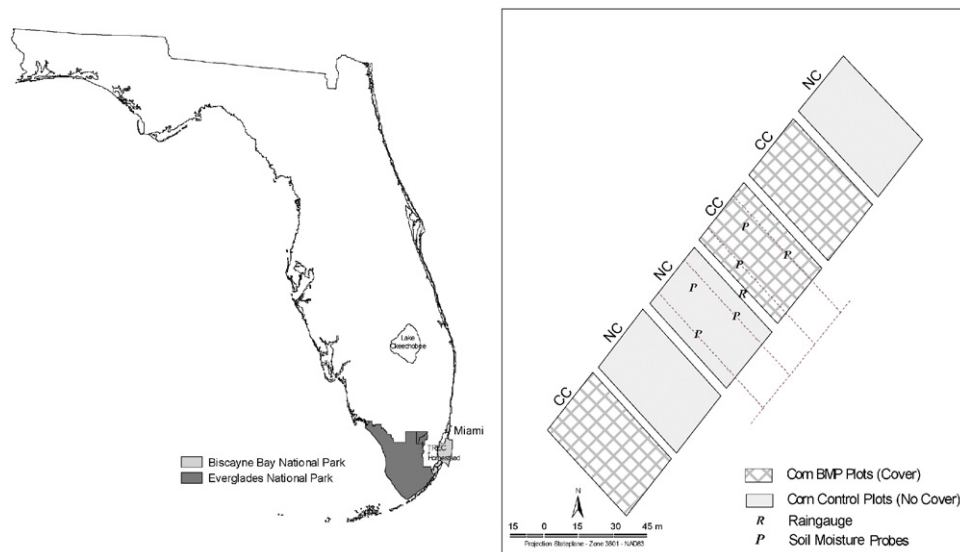 Lake
Okeechobee
Miami
TREC
Homestead
Biscayne Bay National Park
Everglades National Park
NC
CC
CC
P
P
P
R
NC
P
P
P
NC
CC
Corn BMP Plots (Cover)
Corn Control Plots (No Cover)
R Raingauge
P Soil Moisture Probes
N
15 0 15 30 45 m
Projection Stateplane - Zone 3601 - NAD83